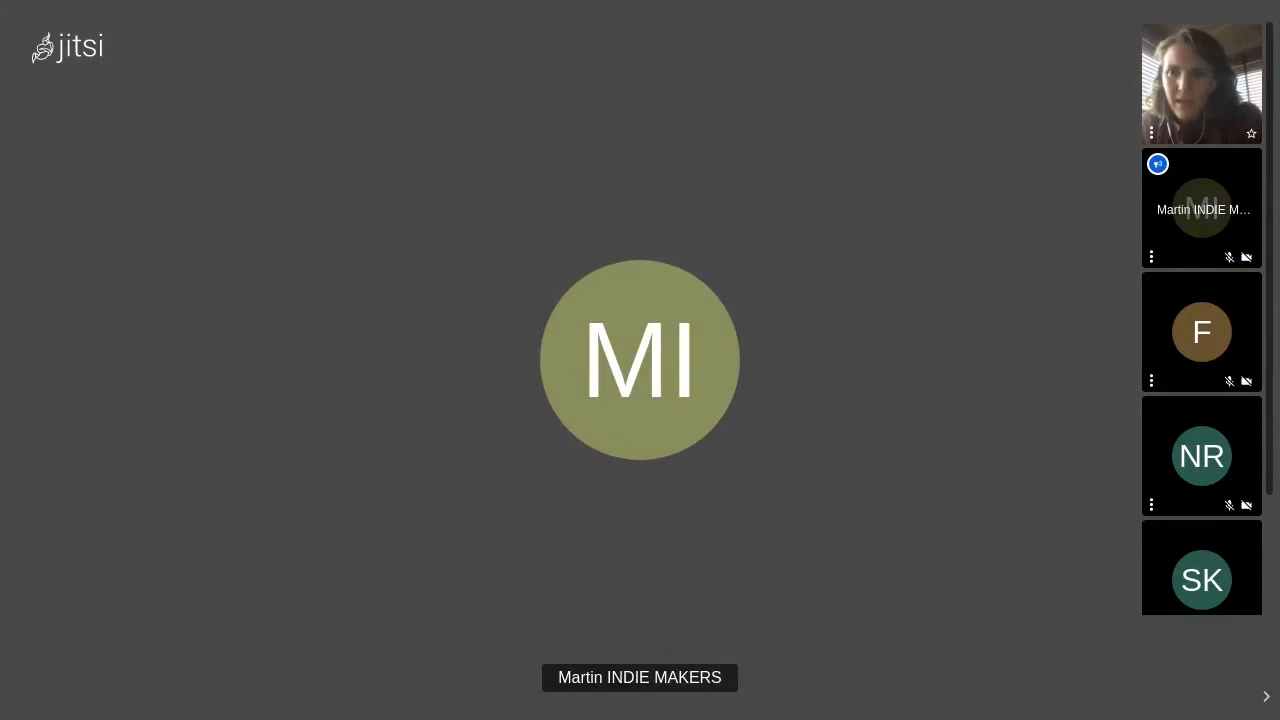 jitsi
MI
Martin INDIE MAKERS
MI
Martin INDIE M...
F
NR
SK